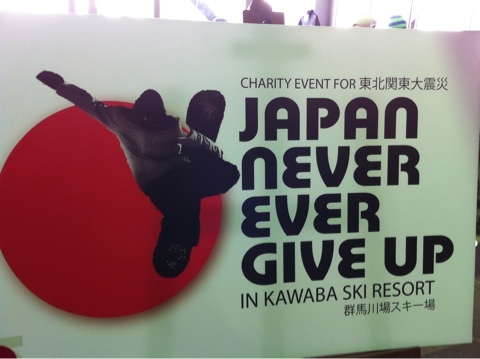 CHARITY EVENT FOR 東北関東大震災
JAPAN
NEVER
EVER
GIVE UP
IN KAWABA SKI RESORT
群馬川場スキー場